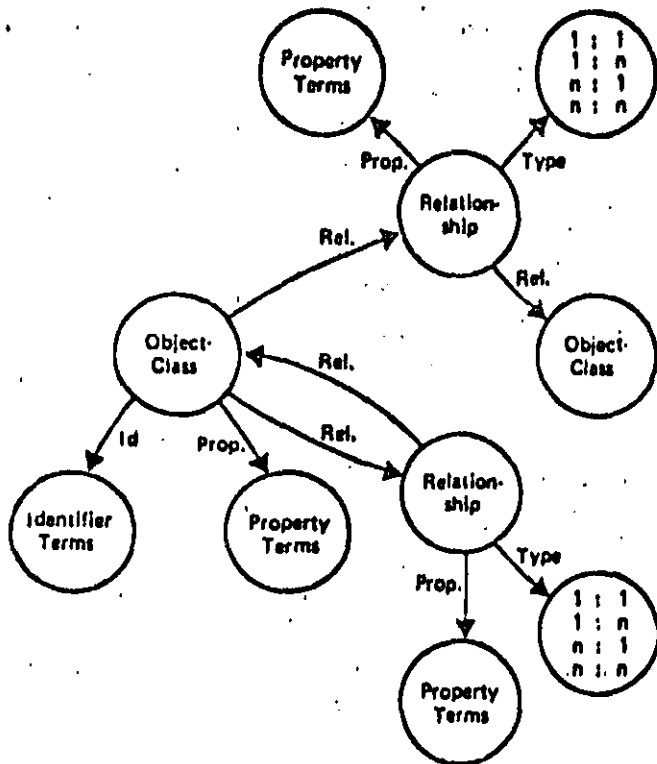 Property
Terms
1 : 1
1 : n
n : 1
n : n
Prop.
Type
Relation-
ship
Rel.
Rel.
Object-
Class
Object-
Class
Rel.
Rel.
Id
Prop.
Relation-
ship
Identifier
Terms
Property
Terms
Type
Prop.
1 : 1
1 : n
n : 1
n : n
Property
Terms